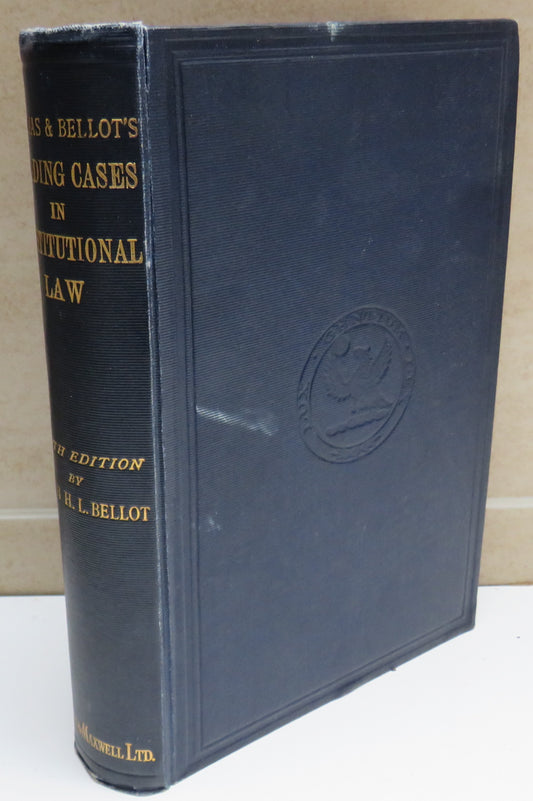 AS & BELLOT'S
DING CASES
IN
TITUTIONAL
LAW
TH EDITION
BY
H. L. BELLOT
MAXWELL LTD.